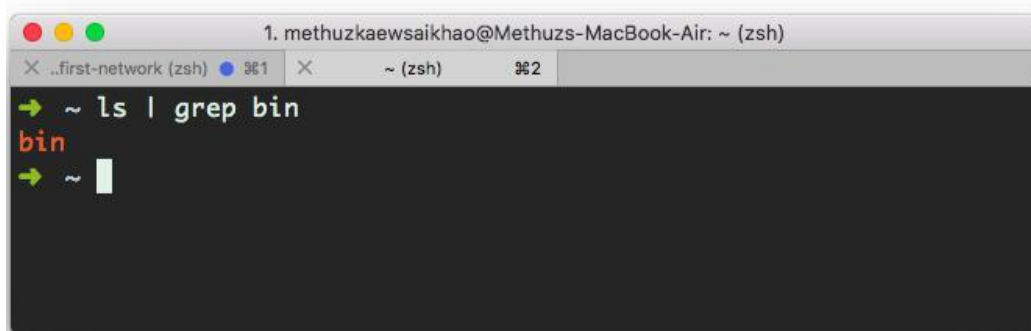 1. methuzkaewsaikhao@Methuzs-MacBook-Air: ~ (zsh)
✕ ..first-network (zsh) ● ⌘1 ✕ ~ (zsh) ⌘2
➜ ~ ls | grep bin
bin
➜ ~